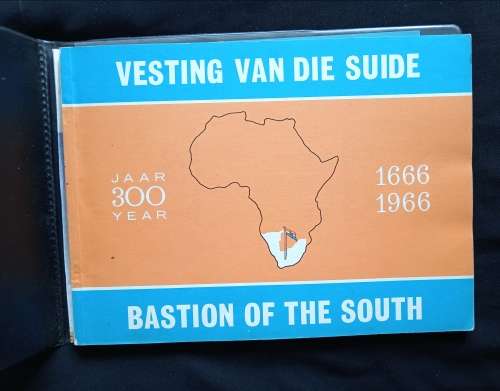 VESTING VAN DIE SUIDE
JAAR
300
YEAR
1666
1966
BASTION OF THE SOUTH